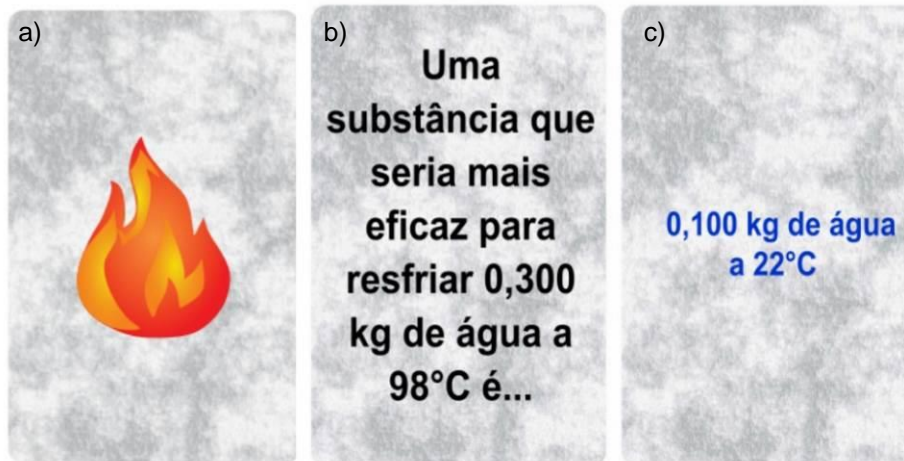 a)
b)
Uma
substância que
seria mais
eficaz para
resfriar 0,300
kg de água a
98°C é...
c)
0,100 kg de água
a 22°C